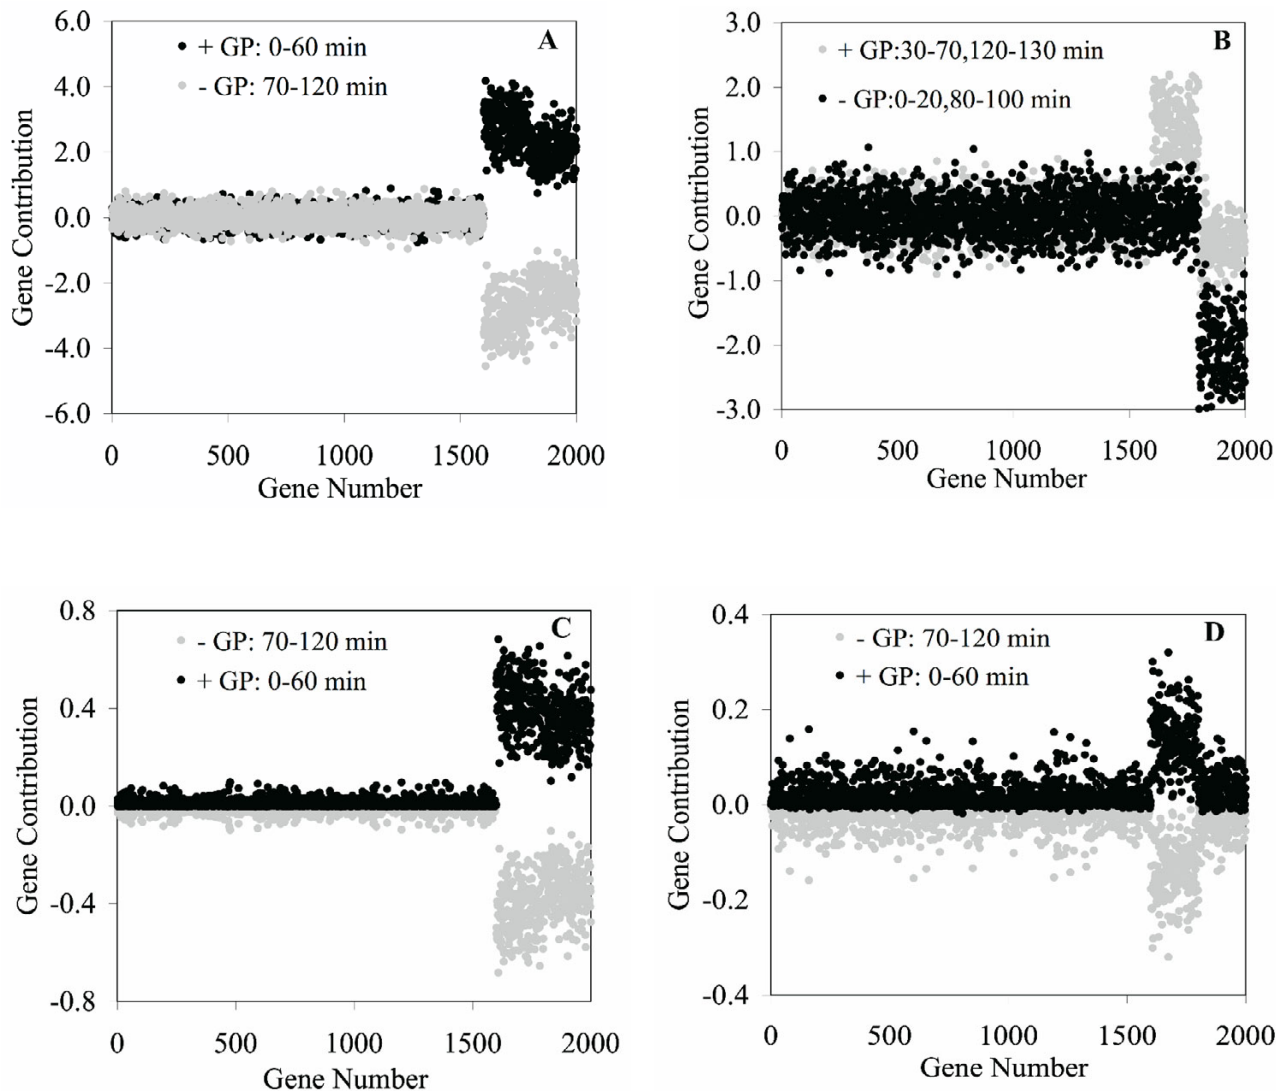 A
+ GP: 0-60 min
- GP: 70-120 min
6.0
4.0
2.0
0.0
-2.0
-4.0
-6.0
Gene Contribution
0 500 1000 1500 2000
Gene Number
B
+ GP:30-70,120-130 min
- GP:0-20,80-100 min
3.0
2.0
1.0
0.0
-1.0
-2.0
-3.0
Gene Contribution
0 500 1000 1500 2000
Gene Number
C
- GP: 70-120 min
+ GP: 0-60 min
0.8
0.4
0.0
-0.4
-0.8
Gene Contribution
0 500 1000 1500 2000
Gene Number
D
- GP: 70-120 min
+ GP: 0-60 min
0.4
0.2
0.0
-0.2
-0.4
Gene Contribution
0 500 1000 1500 2000
Gene Number